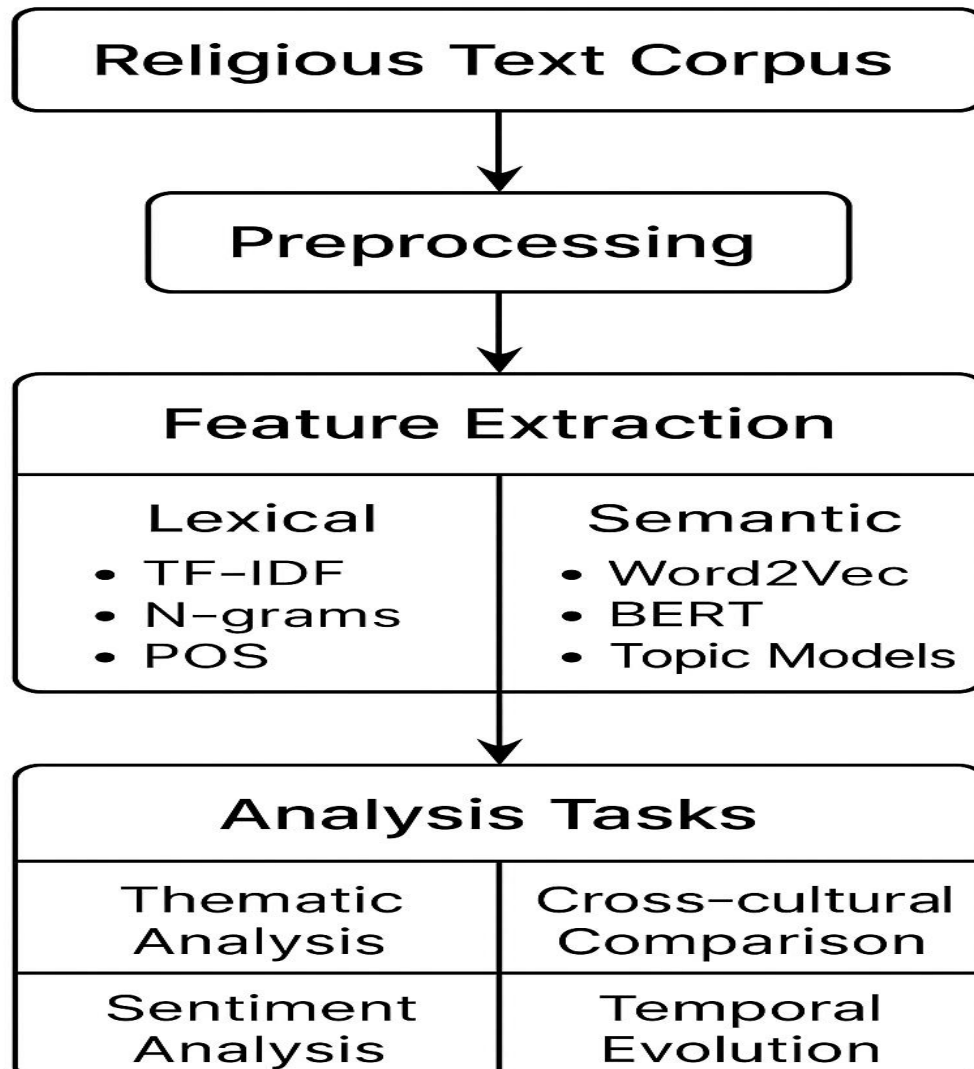 Religious Text Corpus
Preprocessing
Feature Extraction
Lexical
• TF-IDF
• N-grams
• POS
Semantic
• Word2Vec
• BERT
• Topic Models
Analysis Tasks
Thematic
Analysis
Cross-cultural
Comparison
Sentiment
Analysis
Temporal
Evolution